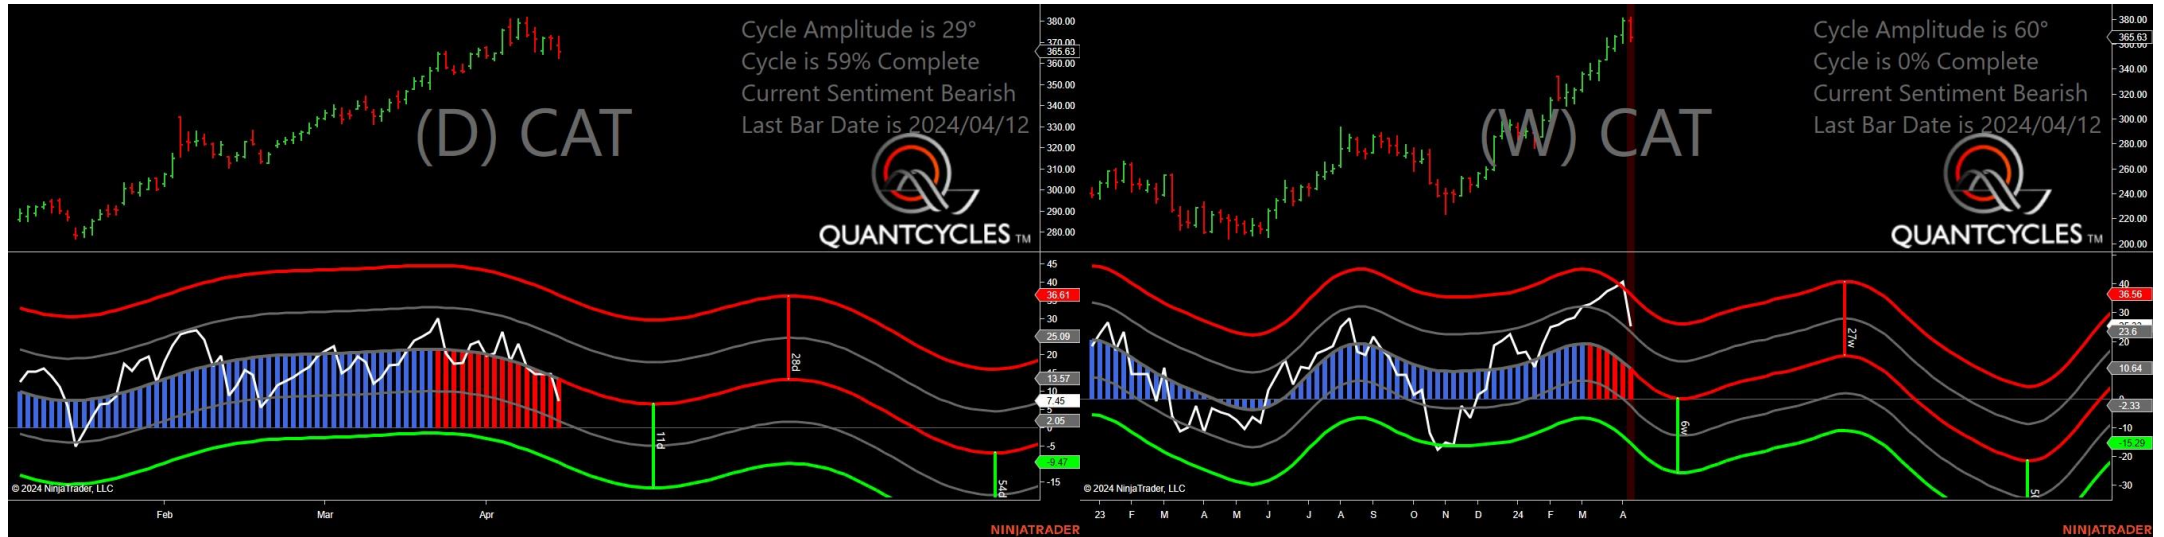 Cycle Amplitude is 29°
Cycle is 59% Complete
Current Sentiment Bearish
Last Bar Date is 2024/04/12
(D) CAT
QUANTCYCLES TM
380.00
370.00
365.63
360.00
350.00
340.00
330.00
320.00
310.00
300.00
290.00
280.00
45
40
36.61
30
25.09
20
13.57
10
7.45
5
2.05
0
-5
-9.47
-15
28d
11d
54d
© 2024 NinjaTrader, LLC
Feb Mar Apr
NINJATRADER
Cycle Amplitude is 60°
Cycle is 0% Complete
Current Sentiment Bearish
Last Bar Date is 2024/04/12
(W) CAT
QUANTCYCLES TM
380.00
365.63
360.00
340.00
320.00
300.00
280.00
260.00
240.00
220.00
200.00
40
36.56
30
23.6
20
10.64
-2.33
-10
-15.29
-20
-30
27w
6w
© 2024 NinjaTrader, LLC
23 F M A M J J A S O N D 24 F M A
NINJATRADER